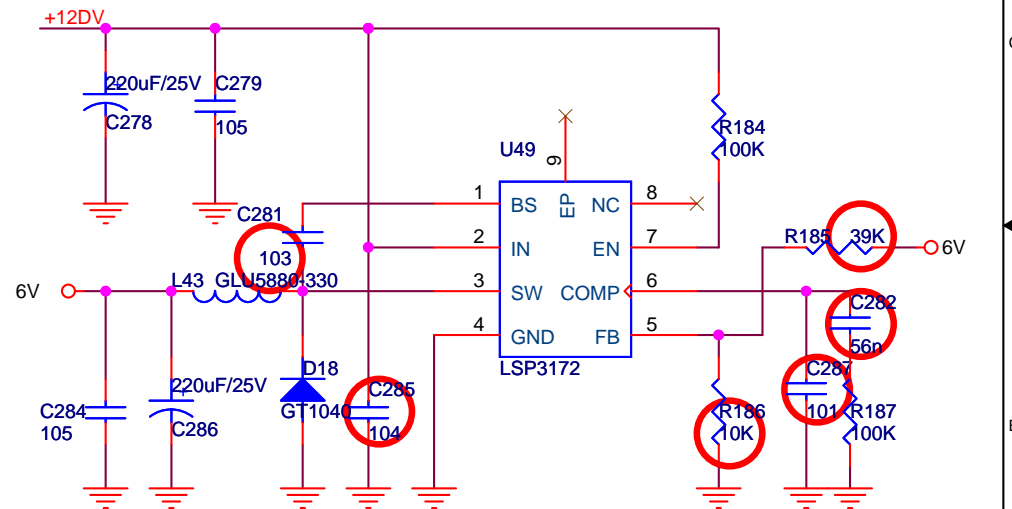 +12DV
220uF/25V
C278
C279
105
R184
100K
U49
9
EP
1
BS
NC
8
2
IN
EN
7
3
SW
COMP
6
4
GND
FB
5
LSP3172
C281
103
L43
GLU5880-330
6V
R185
39K
6V
C282
56n
C287
101
R187
100K
R186
10K
D18
GT1040
C285
104
220uF/25V
C286
C284
105